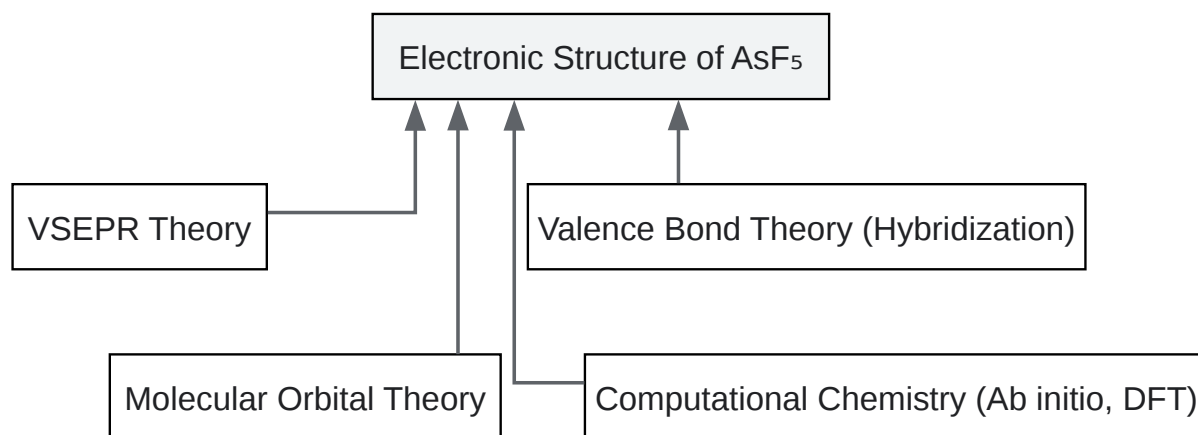 Electronic Structure of AsF₅
VSEPR Theory
Valence Bond Theory (Hybridization)
Molecular Orbital Theory
Computational Chemistry (Ab initio, DFT)